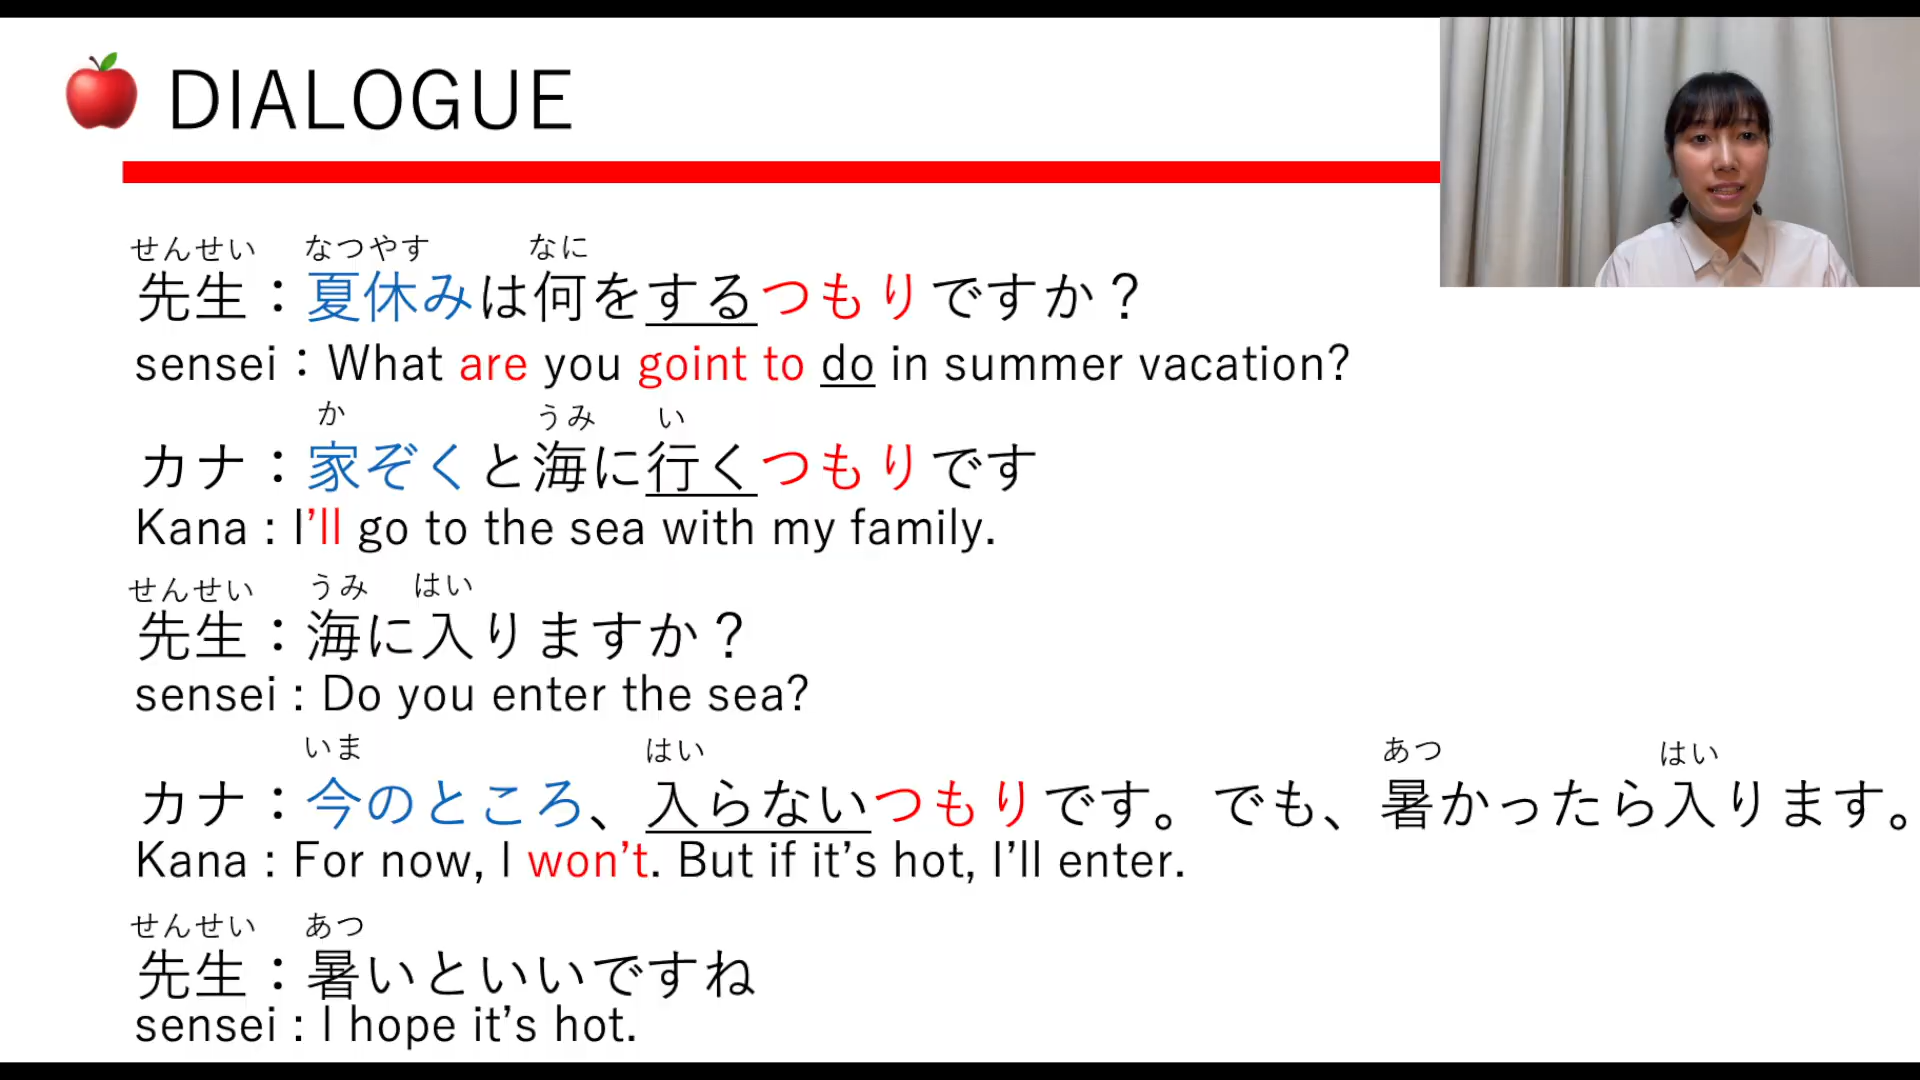 DIALOGUE
せんせい なつやす なに
先生：夏休みは何をするつもりですか？
sensei：What are you goint to do in summer vacation?
か うみ い
カナ：家ぞくと海に行くつもりです
Kana : I’ll go to the sea with my family.
せんせい うみ はい
先生：海に入りますか？
sensei : Do you enter the sea?
いま はい あつ はい
カナ：今のところ、入らないつもりです。でも、暑かったら入ります。
Kana : For now, I won’t. But if it’s hot, I’ll enter.
せんせい あつ
先生：暑いといいですね
sensei : I hope it’s hot.